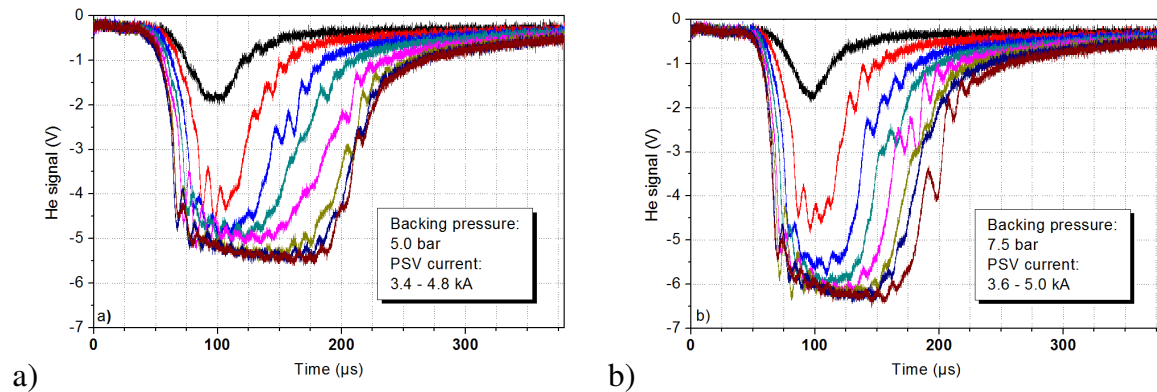 0
-1
-2
-3
-4
-5
-6
-7
He signal (V)
a)
Backing pressure:
5.0 bar
PSV current:
3.4 - 4.8 kA
0 100 200 300
Time (μs)
a)
0
-1
-2
-3
-4
-5
-6
-7
He signal (V)
b)
Backing pressure:
7.5 bar
PSV current:
3.6 - 5.0 kA
0 100 200 300
Time (μs)
b)